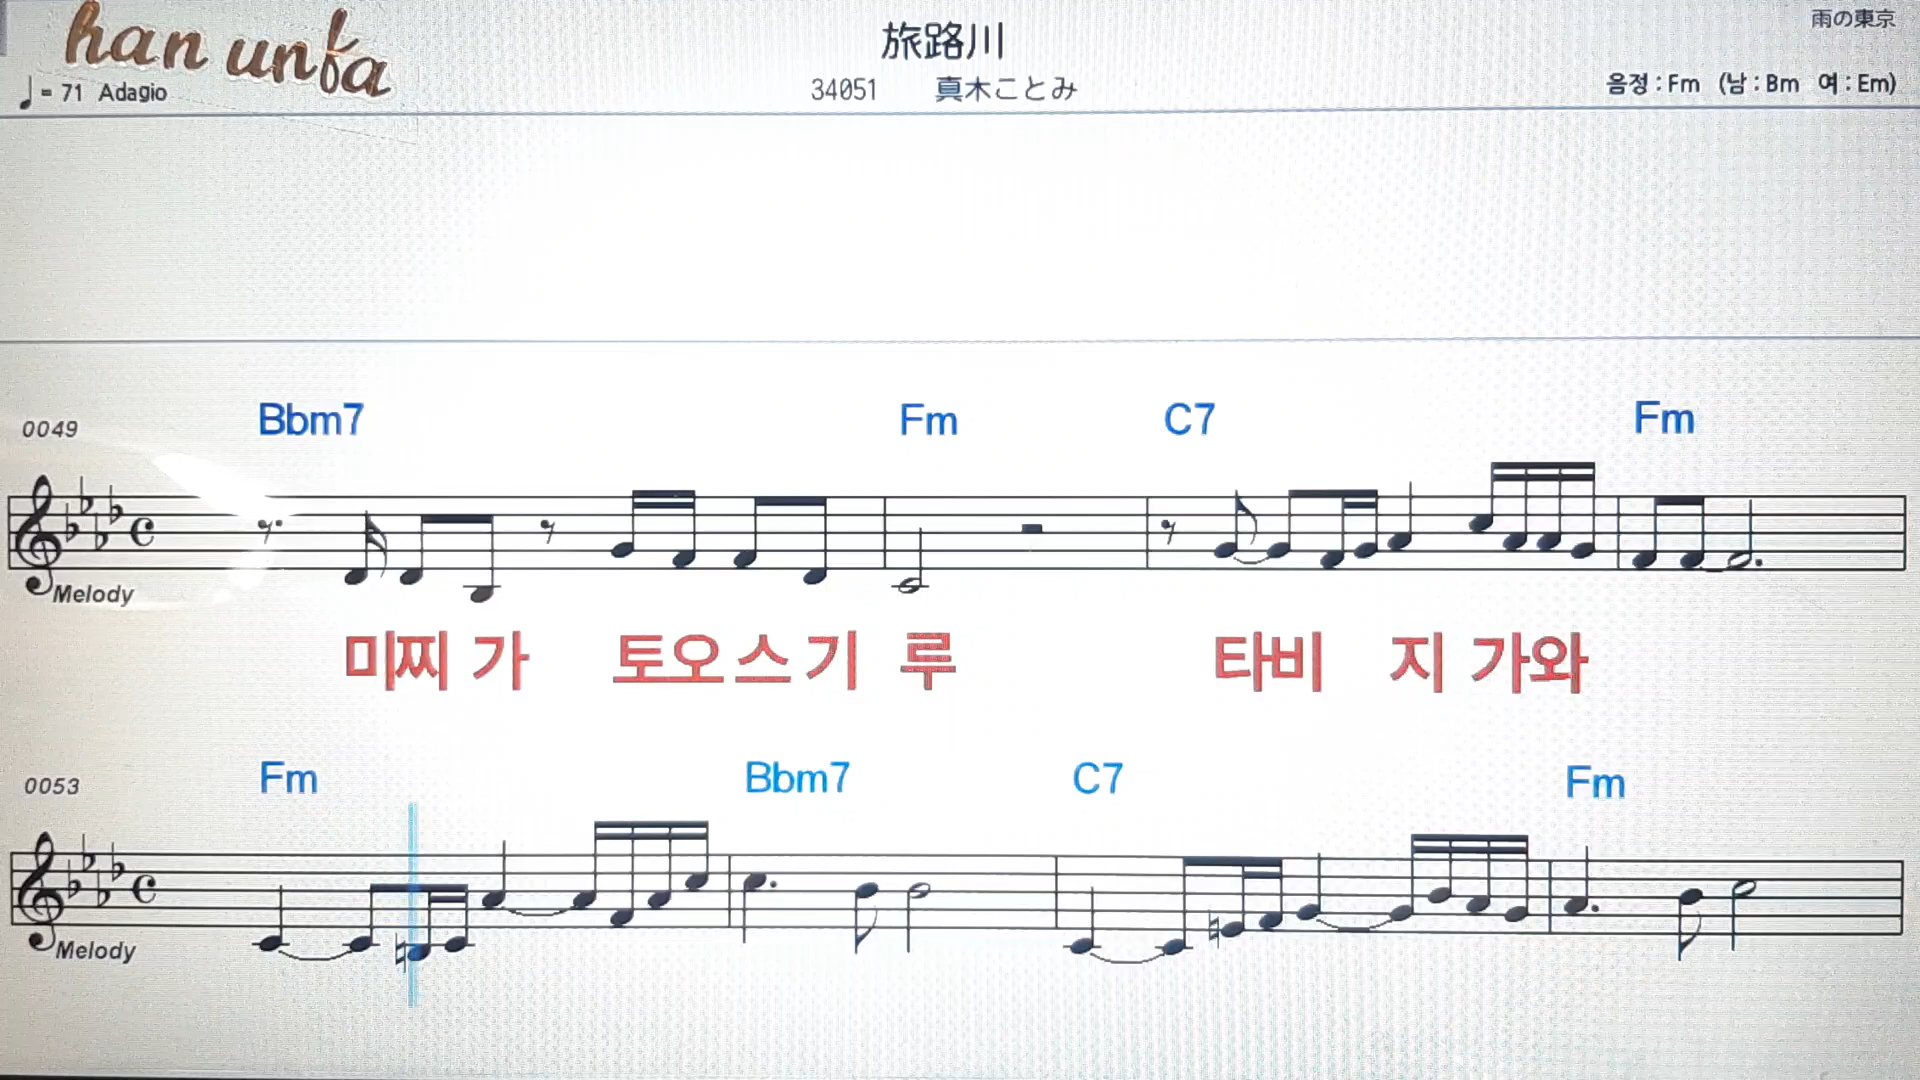 han unfa
旅路川
雨の東京
♩= 71 Adagio
34051 真木ことみ
음정 : Fm (남 : Bm 여 : Em)
0049 Bbm7 Fm C7 Fm
Melody
미찌가 토오스기루 타비지가와
0053 Fm Bbm7 C7 Fm
Melody